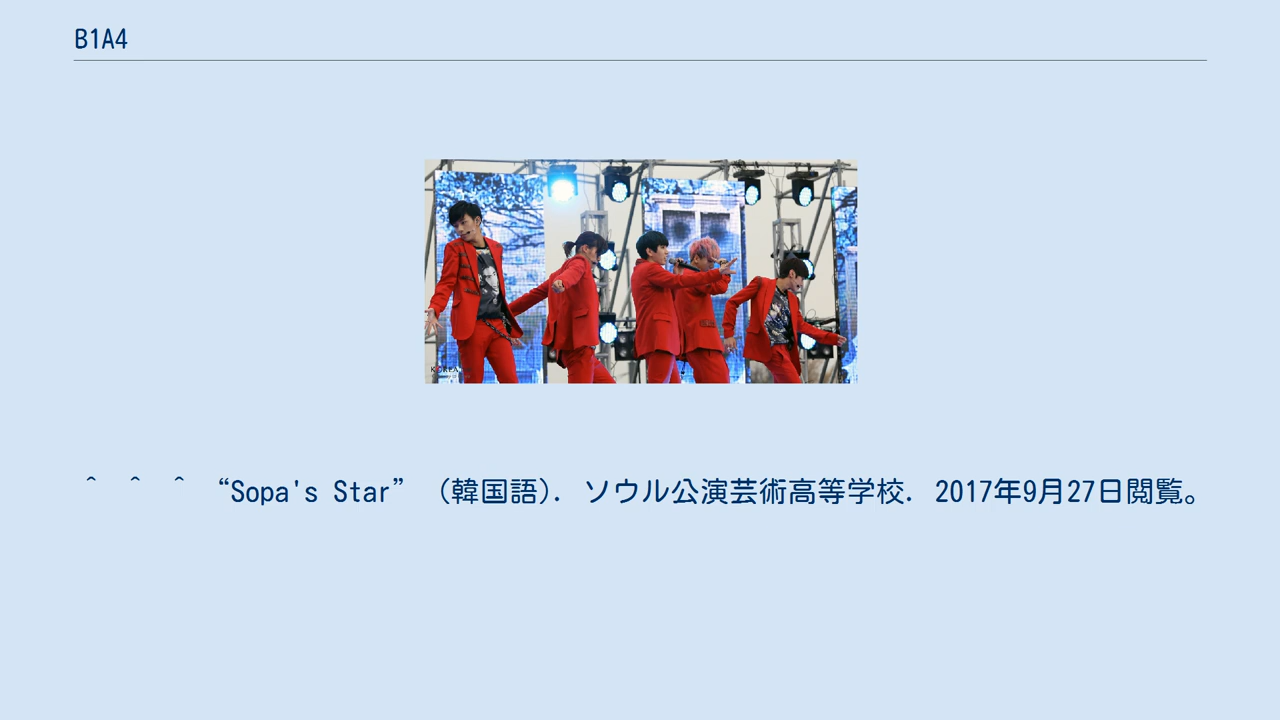 B1A4
^ ^ ^ “Sopa's Star” (韓国語). ソウル公演芸術高等学校. 2017年9月27日閲覧。